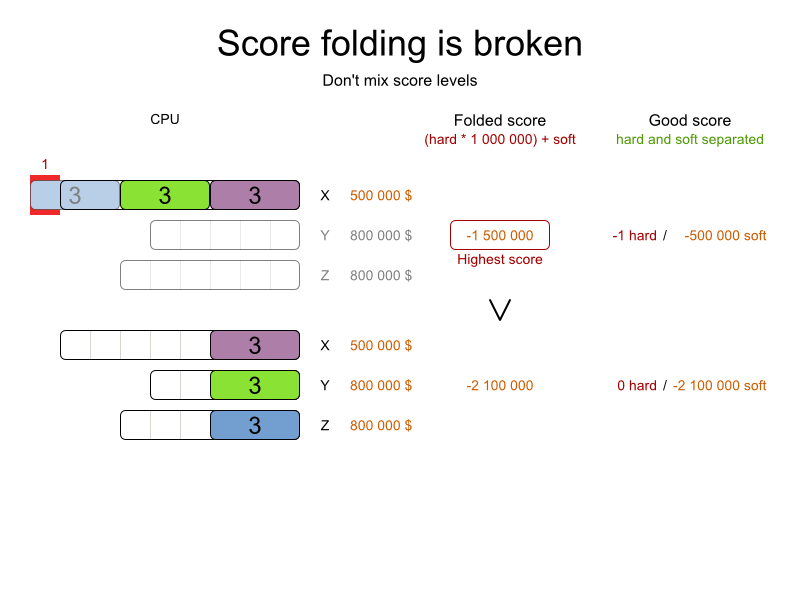 Score folding is broken
Don't mix score levels
CPU
Folded score
Good score
(hard * 1 000 000) + soft
hard and soft separated
1
3 3 3 X 500 000 $
Y 800 000 $ -1 500 000 -1 hard / -500 000 soft
Highest score
Z 800 000 $
3 X 500 000 $
3 Y 800 000 $ -2 100 000 0 hard / -2 100 000 soft
3 Z 800 000 $